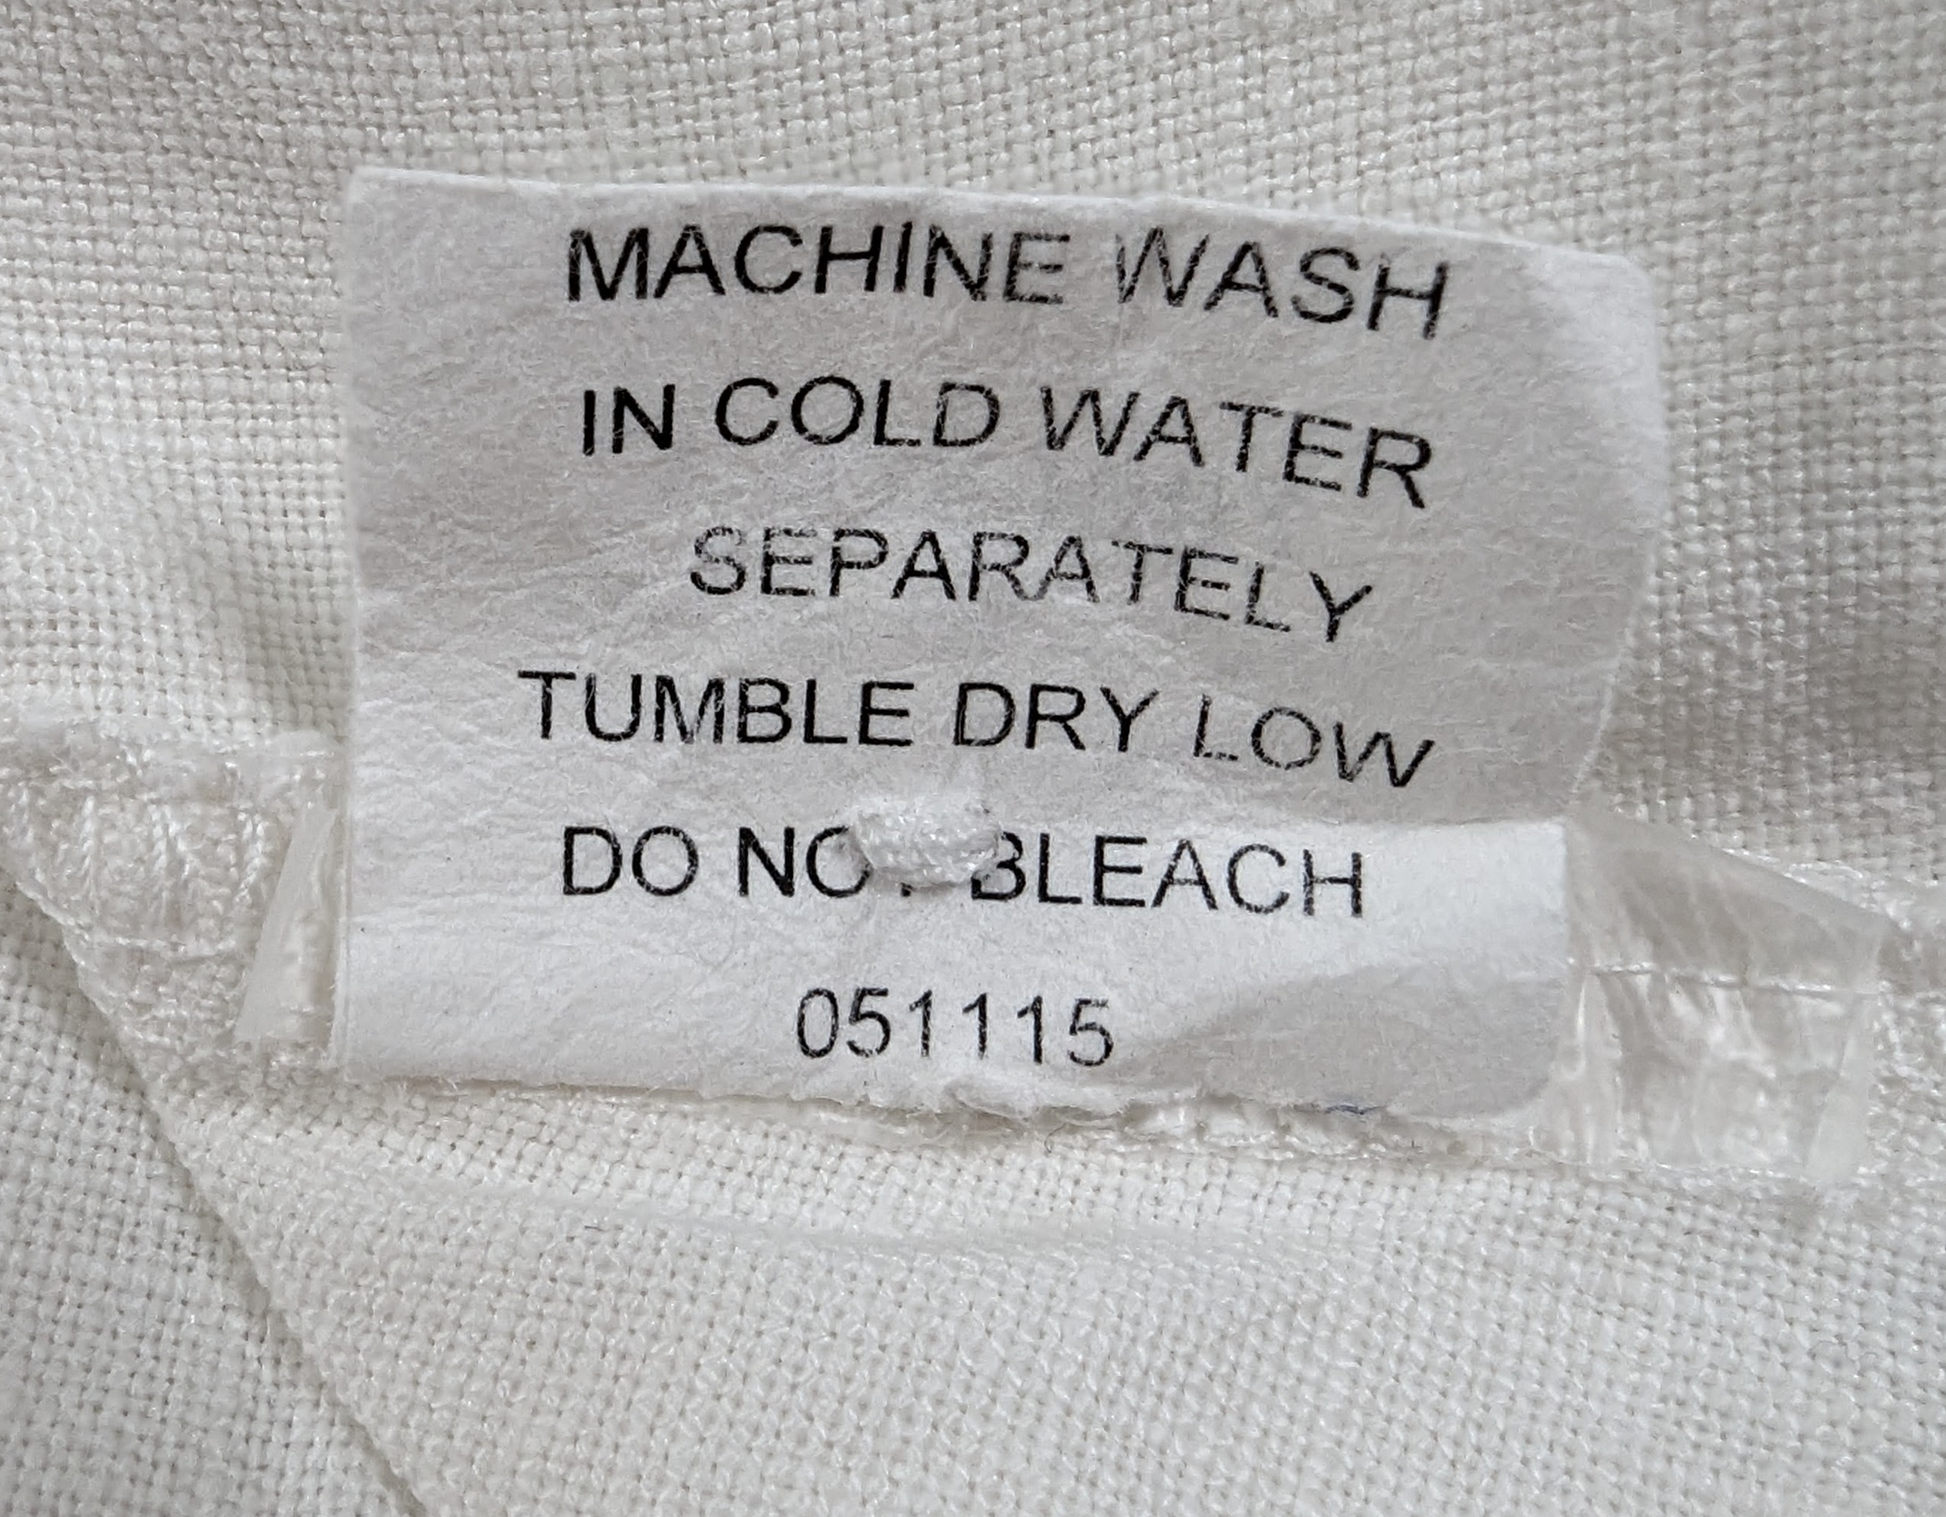 MACHINE WASH
IN COLD WATER
SEPARATELY
TUMBLE DRY LOW
DO NOT BLEACH
051115